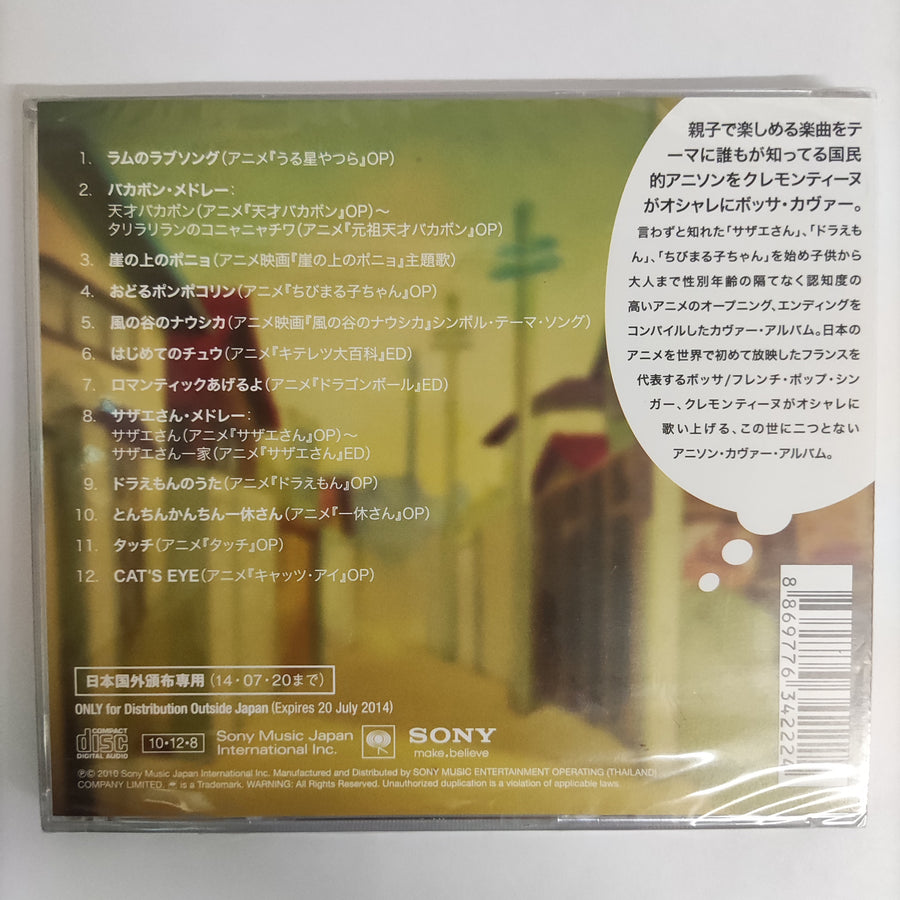 1. ラムのラブソング(アニメ『うる星やつら』OP)
2. バカボン・メドレー:
天才バカボン(アニメ『天才バカボン』OP)〜
タリラリランのコニャニャチワ(アニメ『元祖天才バカボン』OP)
3. 崖の上のポニョ(アニメ映画『崖の上のポニョ』主題歌)
4. おどるポンポコリン(アニメ『ちびまる子ちゃん』OP)
5. 風の谷のナウシカ(アニメ映画『風の谷のナウシカ』シンボル・テーマ・ソング)
6. はじめてのチュウ(アニメ『キテレツ大百科』ED)
7. ロマンティックあげるよ(アニメ『ドラゴンボール』ED)
8. サザエさん・メドレー:
サザエさん(アニメ『サザエさん』OP)〜
サザエさん一家(アニメ『サザエさん』ED)
9. ドラえもんのうた(アニメ『ドラえもん』OP)
10. とんちんかんちん一休さん(アニメ『一休さん』OP)
11. タッチ(アニメ『タッチ』OP)
12. CAT'S EYE(アニメ『キャッツ・アイ』OP)
親子で楽しめる楽曲をテ
ーマに誰もが知ってる国民
的アニソンをクレモンティーヌ
がオシャレにボッサ・カヴァー。
言わずと知れた「サザエさん」、「ドラえも
ん」、「ちびまる子ちゃん」を始め子供から
大人まで性別年齢の隔てなく認知度の
高いアニメのオープニング、エンディングを
コンパイルしたカヴァー・アルバム。日本の
アニメを世界で初めて放映したフランスを
代表するボッサ/フレンチ・ポップ・シン
ガー、クレモンティーヌがオシャレに
歌い上げる、この世に二つとない
アニソン・カヴァー・アルバム。
8 86977 63422 4
日本国外頒布専用(14・07・20まで)
ONLY for Distribution Outside Japan (Expires 20 July 2014)
COMPACT
disc
DIGITAL AUDIO
10・12・8
Sony Music Japan
International Inc.
SONY
make.believe
℗© 2010 Sony Music Japan International Inc. Manufactured and Distributed by SONY MUSIC ENTERTAINMENT OPERATING (THAILAND)
COMPANY LIMITED. is a Trademark. WARNING: All Rights Reserved. Unauthorized duplication is a violation of applicable laws.